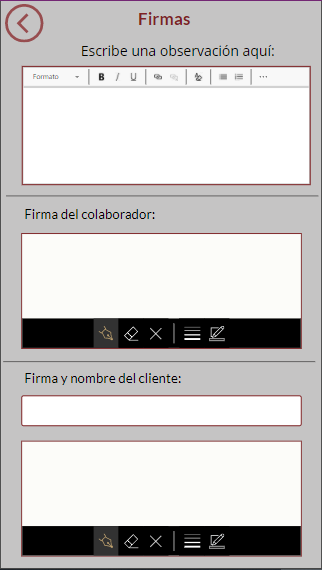 Firmas
Escribe una observación aquí:
Formato B I U ...
Firma del colaborador:
Firma y nombre del cliente: